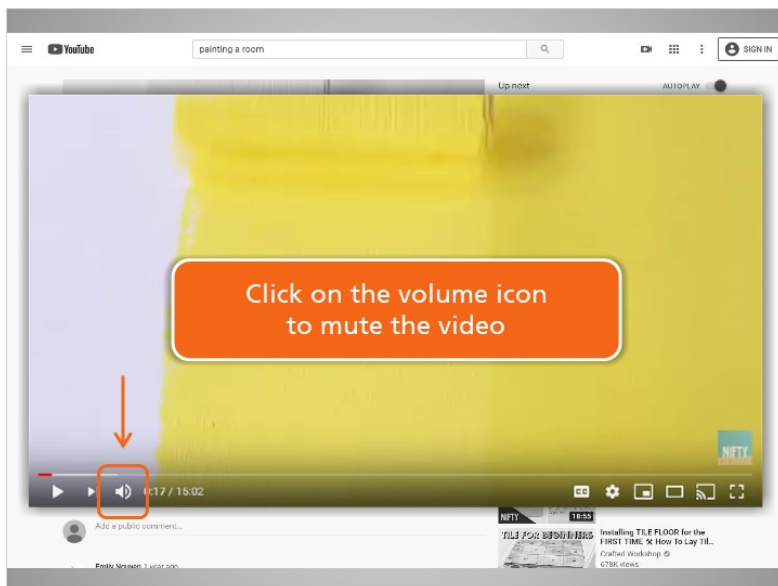 YouTube
painting a room
SIGN IN
Up next
AUTOPLAY
Click on the volume icon
to mute the video
NIFTY
0:17 / 15:02
CC
Add a public comment...
NIFTY
18:55
TILE FOR BEGINNERS
Installing TILE FLOOR for the
FIRST TIME 🛠 How To Lay Til...
Crafted Workshop
678K views
Emily Nguyen 1 year ago